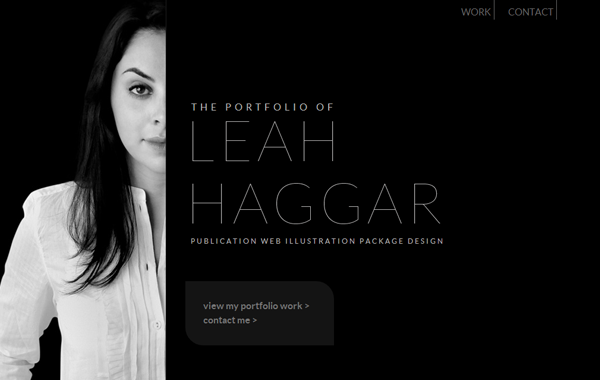 WORK CONTACT
THE PORTFOLIO OF
LEAH
HAGGAR
PUBLICATION WEB ILLUSTRATION PACKAGE DESIGN
view my portfolio work >
contact me >